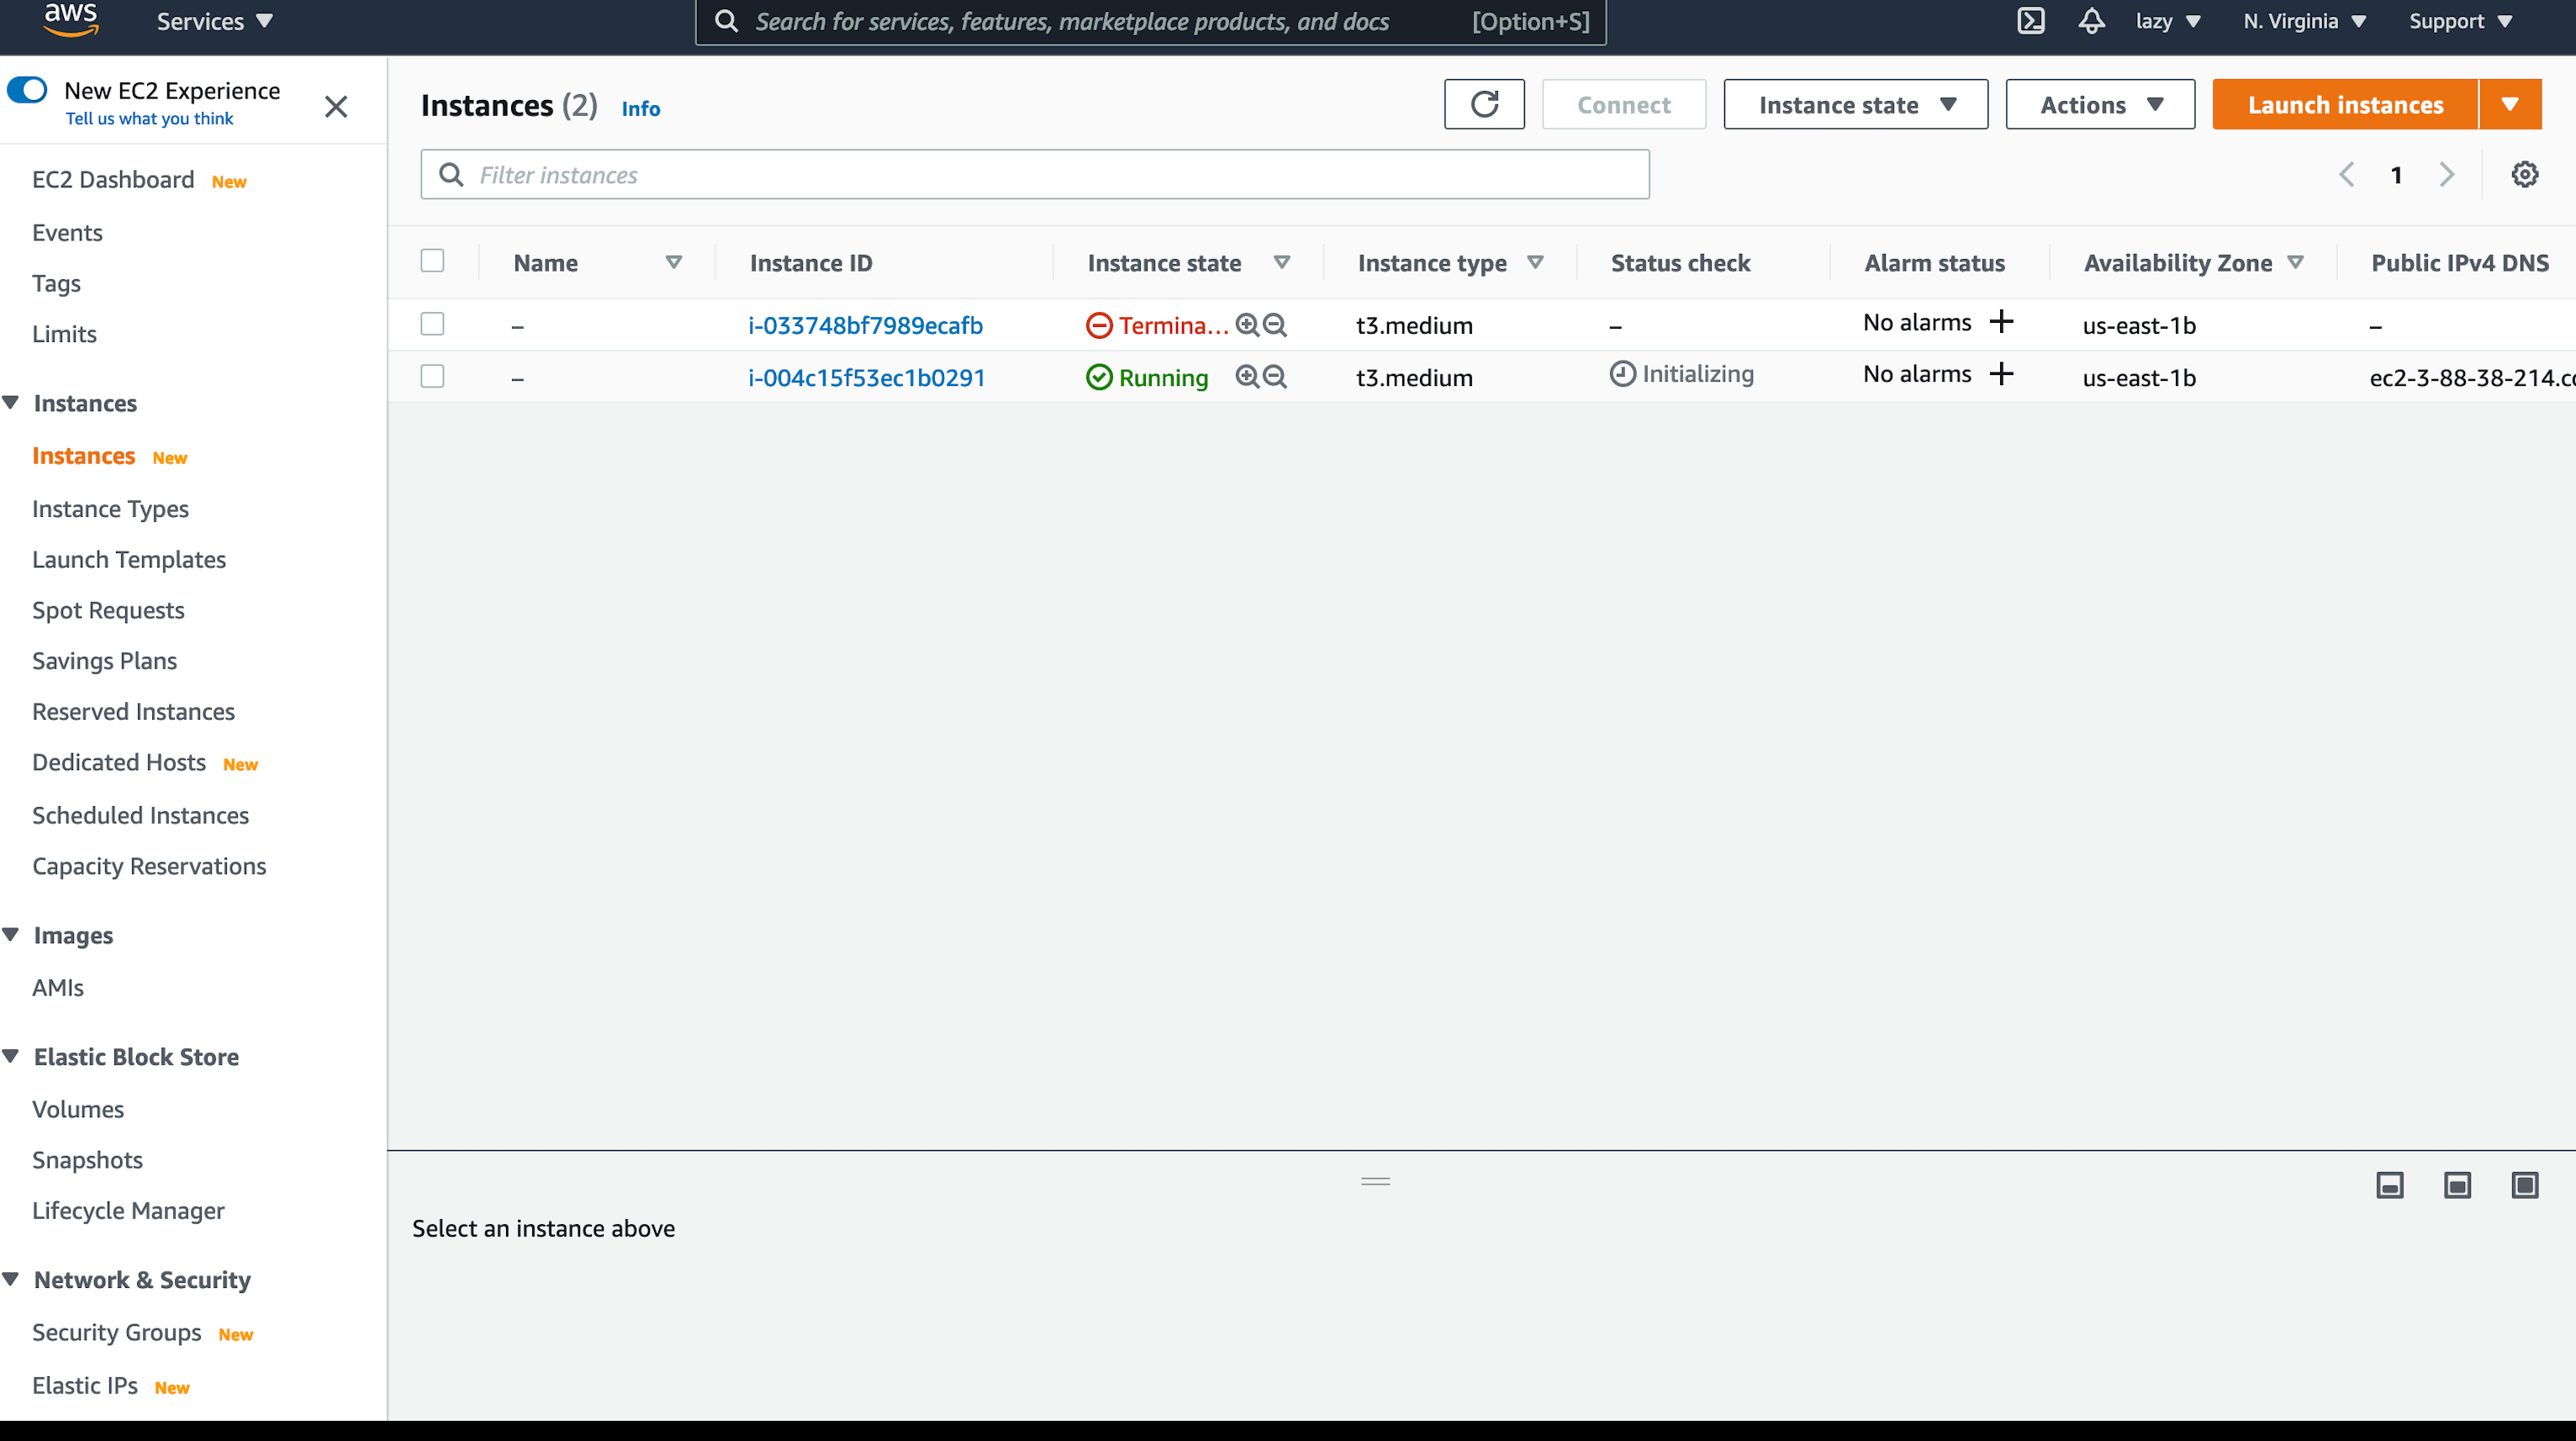 aws Services Search for services, features, marketplace products, and docs [Option+S] lazy N. Virginia Support
New EC2 Experience
Tell us what you think
EC2 Dashboard New
Events
Tags
Limits
Instances
Instances New
Instance Types
Launch Templates
Spot Requests
Savings Plans
Reserved Instances
Dedicated Hosts New
Scheduled Instances
Capacity Reservations
Images
AMIs
Elastic Block Store
Volumes
Snapshots
Lifecycle Manager
Network & Security
Security Groups New
Elastic IPs New
Instances (2) Info Connect Instance state Actions Launch instances
Filter instances 1
Name Instance ID Instance state Instance type Status check Alarm status Availability Zone Public IPv4 DNS
– i-033748bf7989ecafb Termina... t3.medium – No alarms + us-east-1b –
– i-004c15f53ec1b0291 Running t3.medium Initializing No alarms + us-east-1b ec2-3-88-38-214.co
Select an instance above